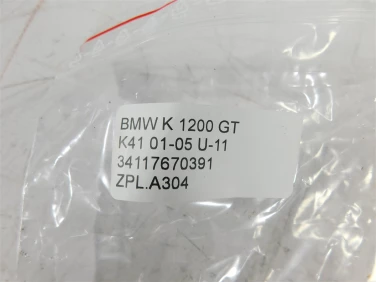 BMW K 1200 GT
K41 01-05 U-11
34117670391
ZPL.A304